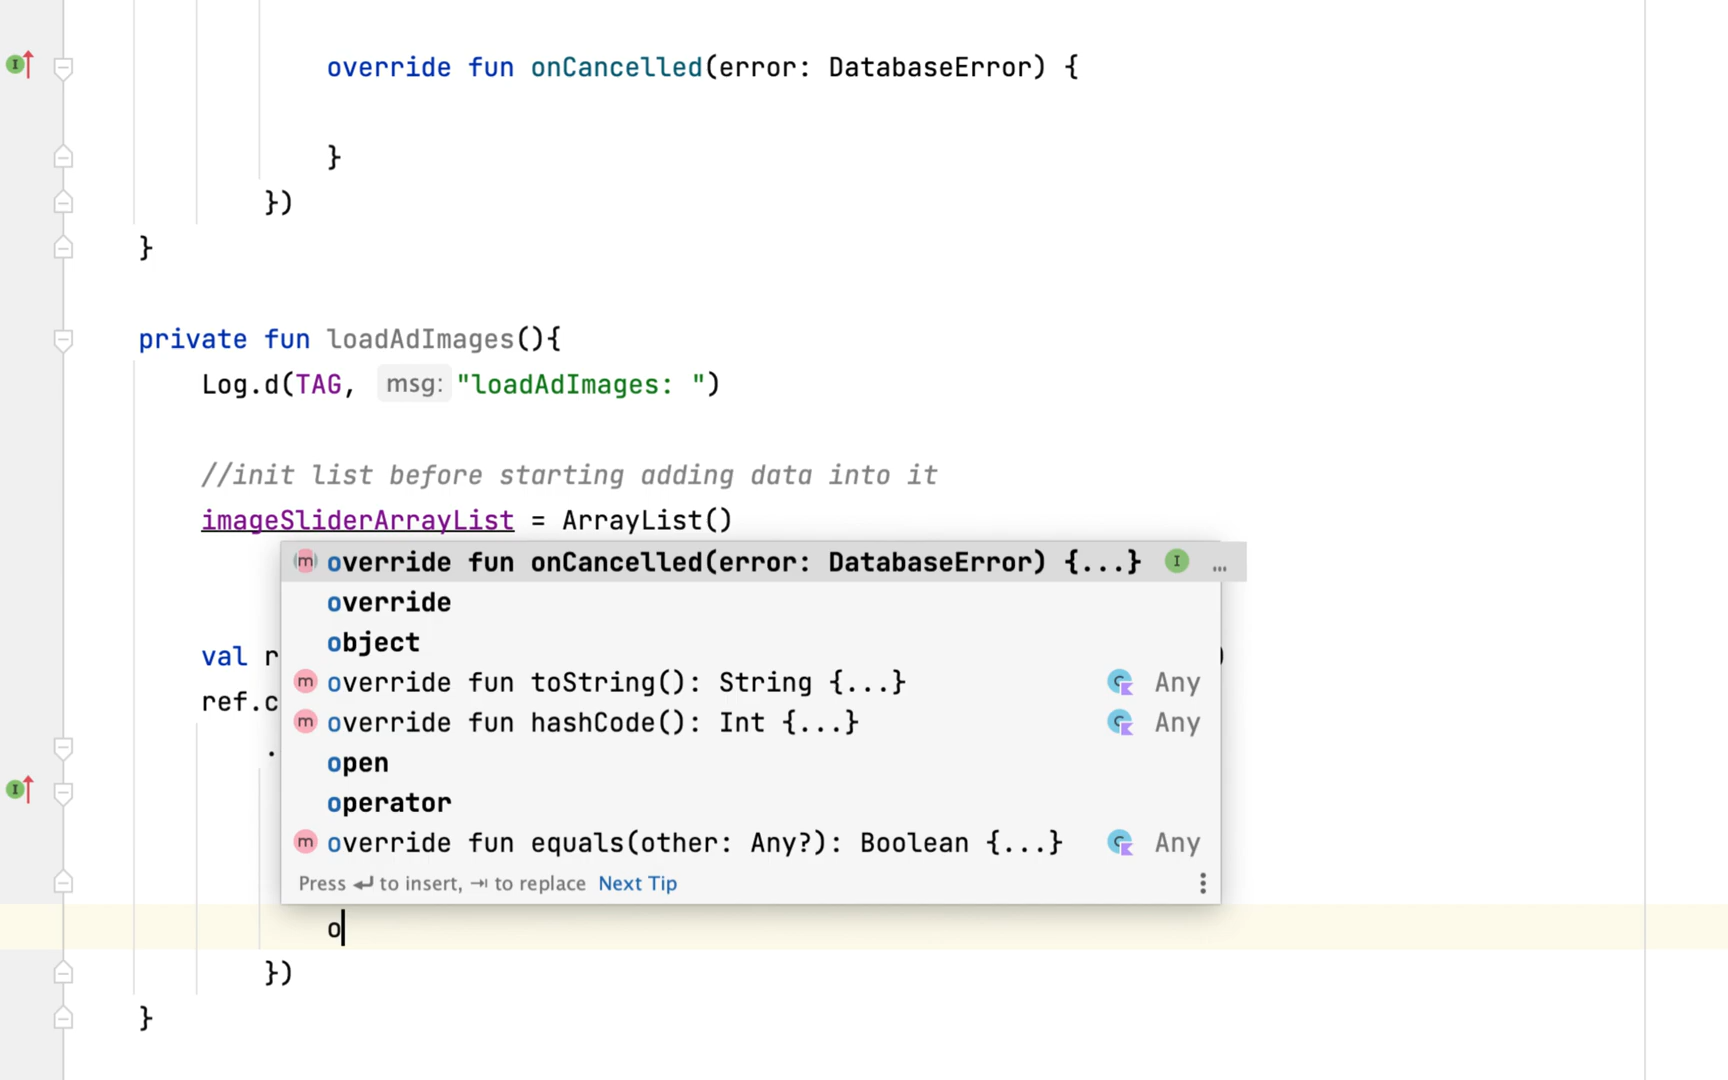 override fun onCancelled(error: DatabaseError) {
}
})
}
private fun loadAdImages(){
Log.d(TAG, msg: "loadAdImages: ")
//init list before starting adding data into it
imageSliderArrayList = ArrayList()
override fun onCancelled(error: DatabaseError) {...} I ...
override
object
val r
m override fun toString(): String {...} Any
ref.c
m override fun hashCode(): Int {...} Any
.
open
operator
m override fun equals(other: Any?): Boolean {...} Any
Press ↵ to insert, ⇥ to replace Next Tip
o
})
}